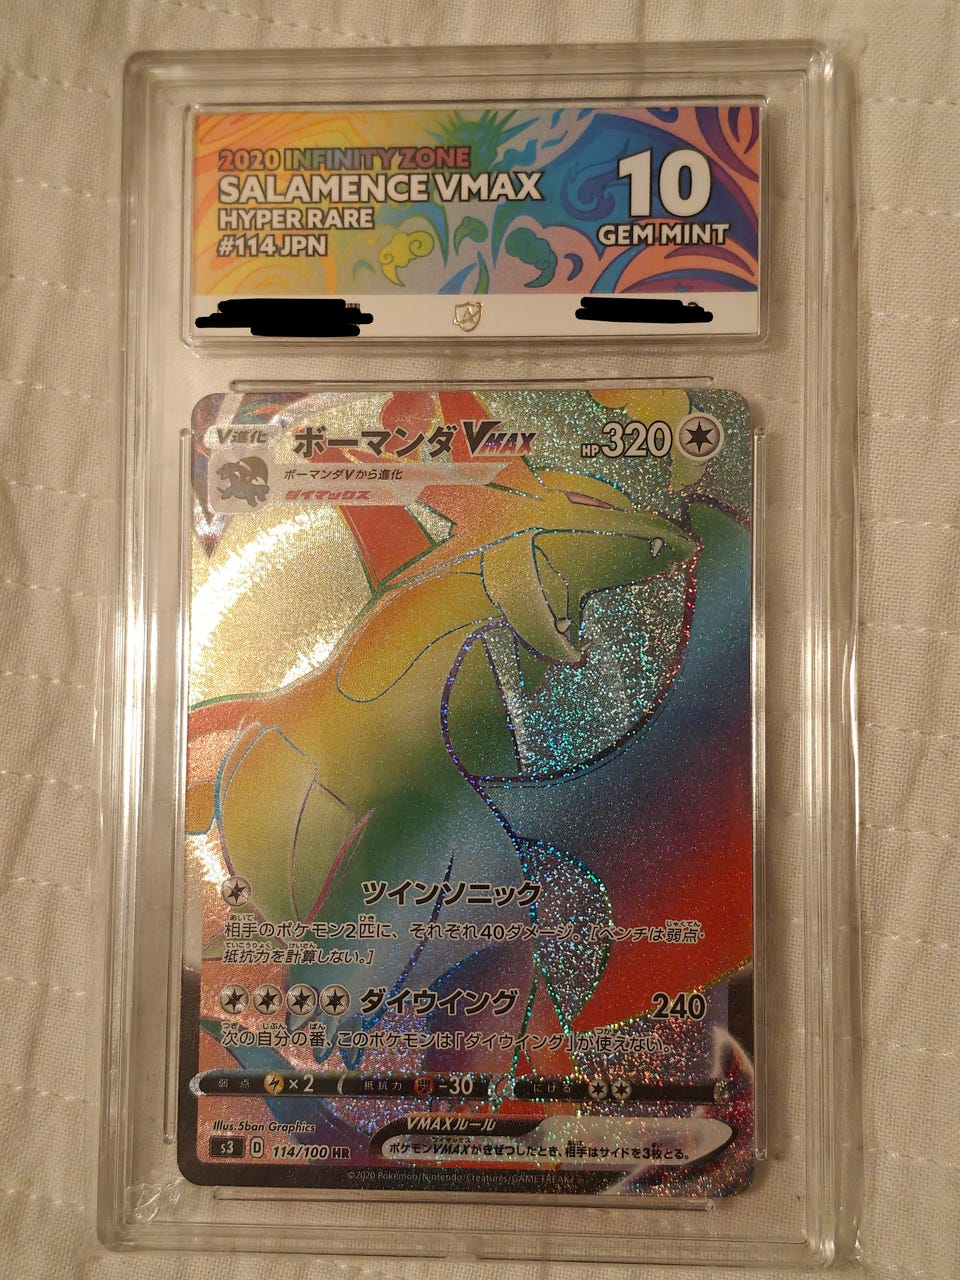 2020 INFINITY ZONE
SALAMENCE VMAX
HYPER RARE
#114 JPN
10
GEM MINT
V進化
ボーマンダVMAX
HP320
ボーマンダVから進化
ダイマックス
ツインソニック
相手のポケモン2匹に、それぞれ40ダメージ。[ベンチは弱点・
抵抗力を計算しない。]
ダイウイング 240
次の自分の番、このポケモンは「ダイウイング」が使えない。
弱点 ×2 抵抗力 -30 にげる
Illus. 5ban Graphics
VMAXルール
s3 D 114/100 HR
ポケモンVMAXがきぜつしたとき、相手はサイドを3枚とる。
©2020 Pokémon/Nintendo/Creatures/GAME FREAK